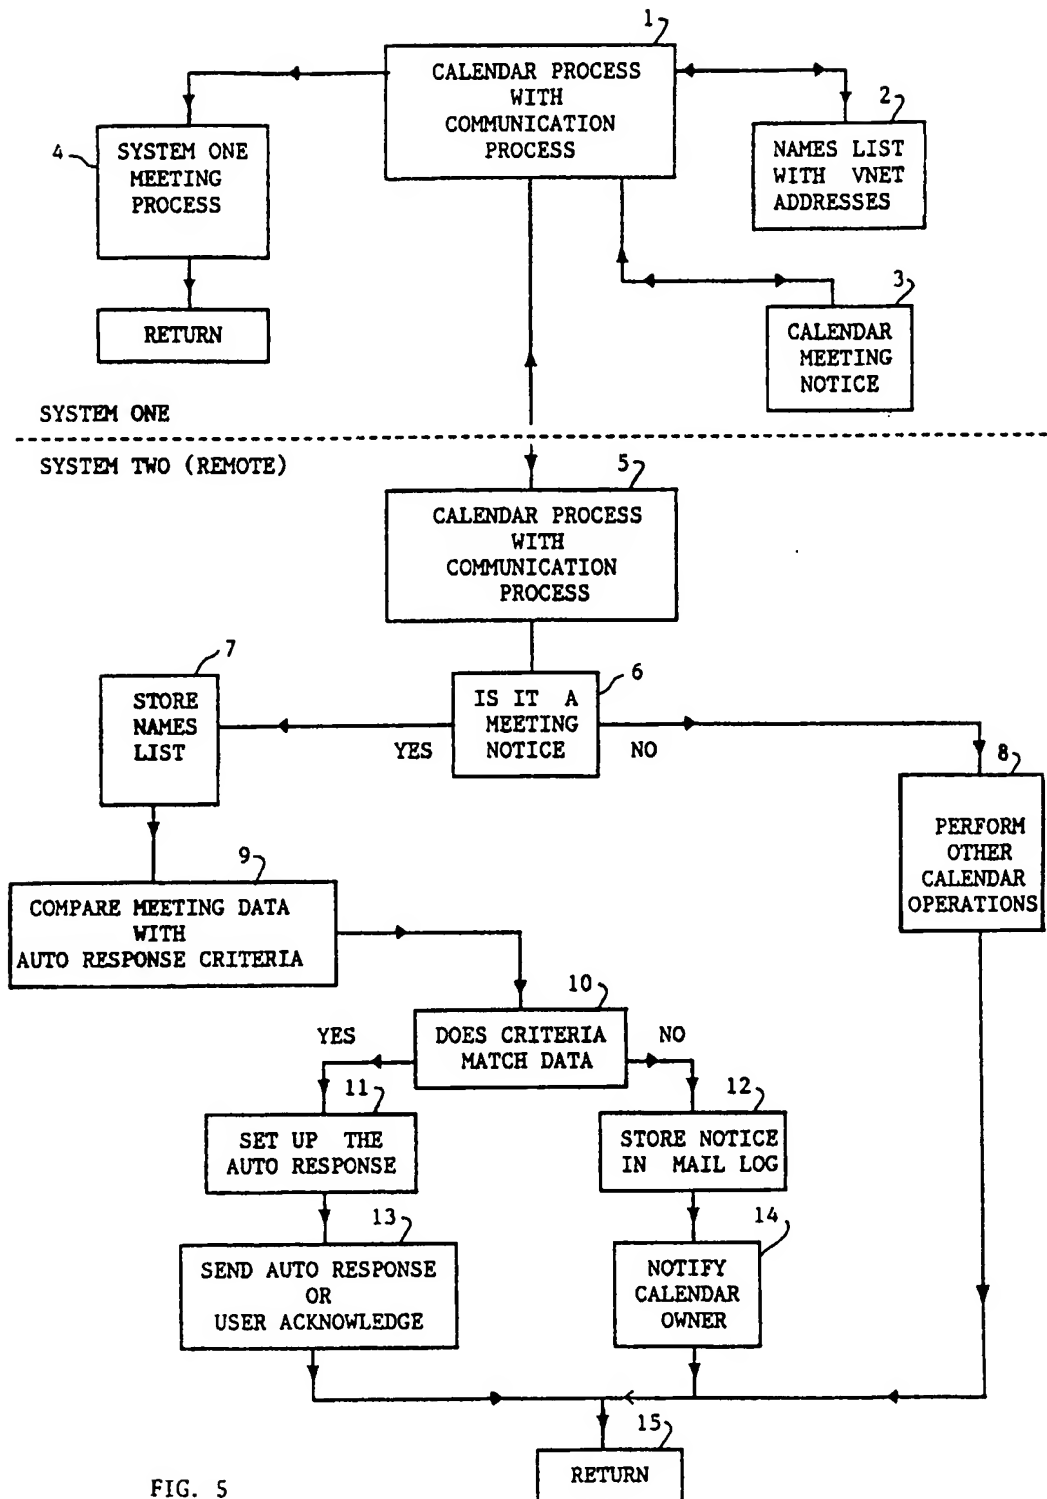 1
CALENDAR PROCESS
WITH
COMMUNICATION
PROCESS
2
NAMES LIST
WITH VNET
ADDRESSES
4
SYSTEM ONE
MEETING
PROCESS
RETURN
3
CALENDAR
MEETING
NOTICE
SYSTEM ONE
SYSTEM TWO (REMOTE)
5
CALENDAR PROCESS
WITH
COMMUNICATION
PROCESS
6
IS IT A
MEETING
NOTICE
YES
NO
7
STORE
NAMES
LIST
8
PERFORM
OTHER
CALENDAR
OPERATIONS
9
COMPARE MEETING DATA
WITH
AUTO RESPONSE CRITERIA
10
DOES CRITERIA
MATCH DATA
YES
NO
11
SET UP THE
AUTO RESPONSE
12
STORE NOTICE
IN MAIL LOG
13
SEND AUTO RESPONSE
OR
USER ACKNOWLEDGE
14
NOTIFY
CALENDAR
OWNER
15
RETURN
FIG. 5